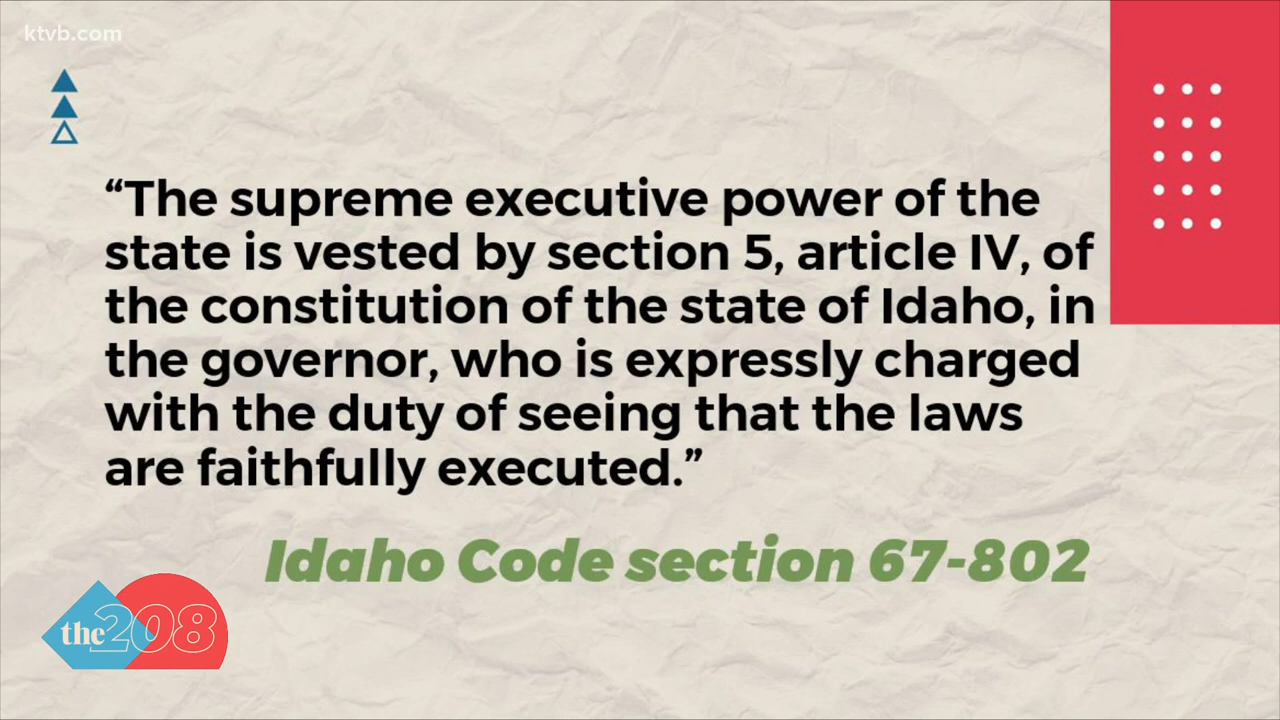 ktvb.com
“The supreme executive power of the
state is vested by section 5, article IV, of
the constitution of the state of Idaho, in
the governor, who is expressly charged
with the duty of seeing that the laws
are faithfully executed.”
Idaho Code section 67-802
the208